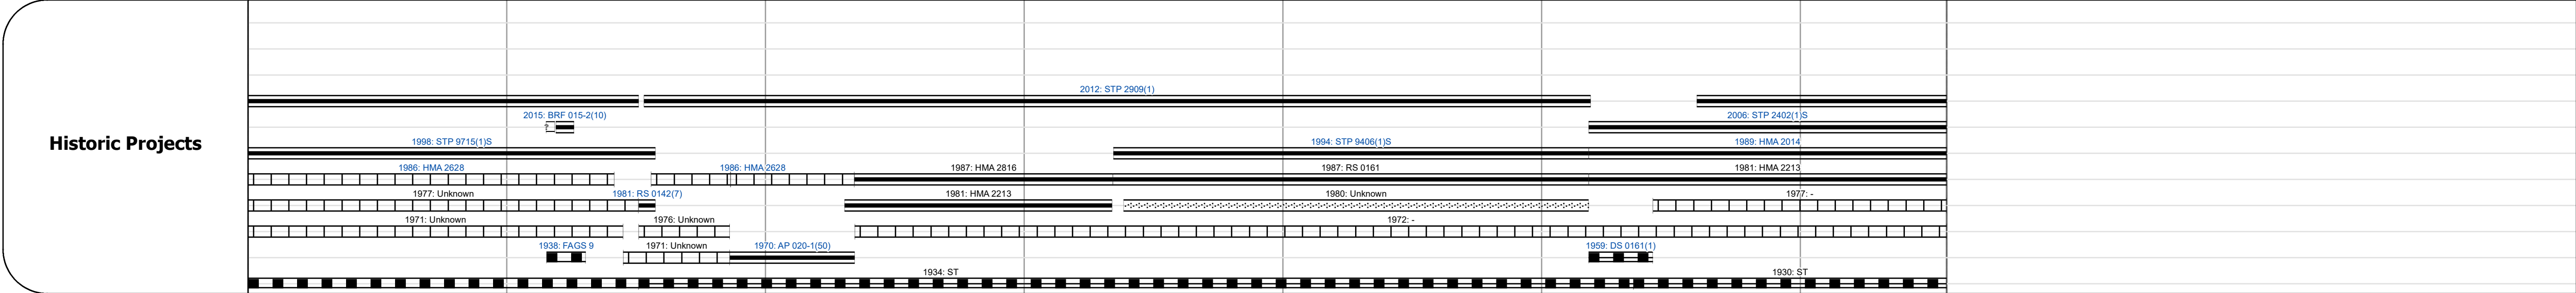 2012: STP 2909(1)
2015: BRF 015-2(10)
2006: STP 2402(1)S
?
Historic Projects
1998: STP 9715(1)S
1994: STP 9406(1)S
1989: HMA 2014
1986: HMA 2628
1986: HMA 2628
1987: HMA 2816
1987: RS 0161
1981: HMA 2213
1977: Unknown
1981: RS 0142(7)
1981: HMA 2213
1980: Unknown
1977: -
1971: Unknown
1976: Unknown
1972: -
1938: FAGS 9
1971: Unknown
1970: AP 020-1(50)
1959: DS 0161(1)
1934: ST
1930: ST